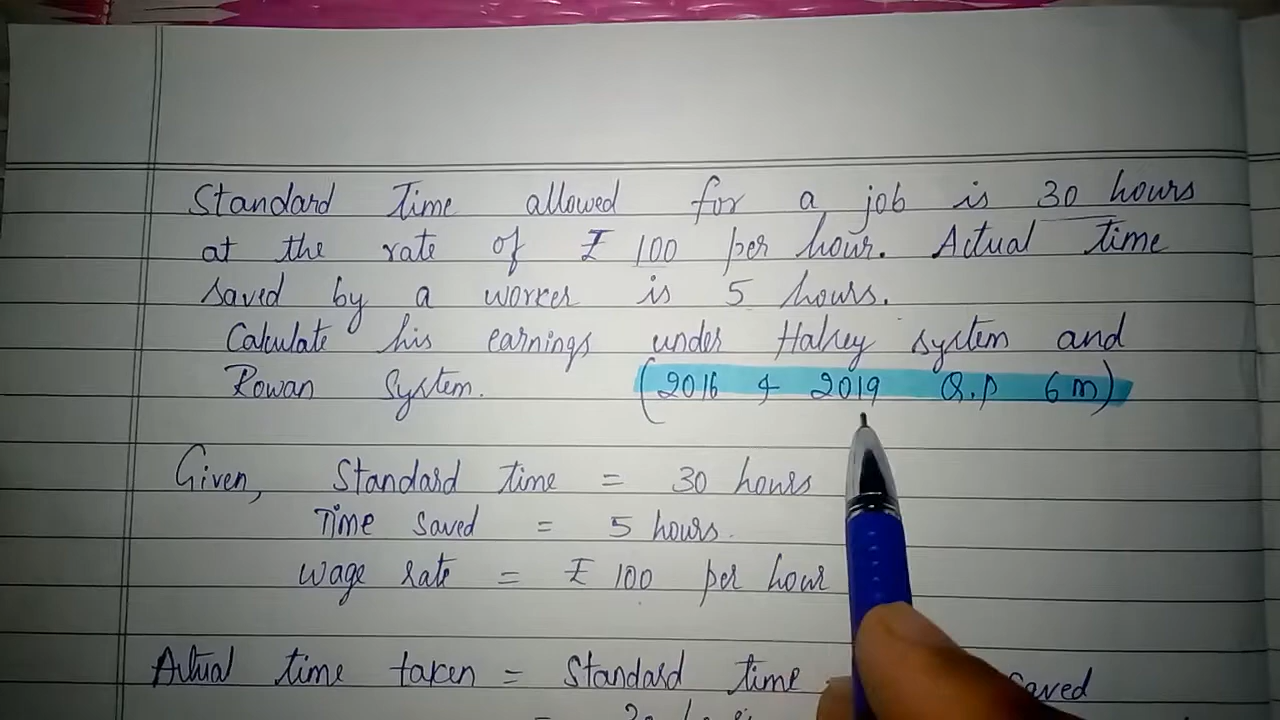 Standard Time allowed for a job is 30 hours
at the rate of ₹ 100 per hour. Actual time
saved by a worker is 5 hours.
Calculate his earnings under Halsey system and
Rowan System. (2016 & 2019 Q.P 6m)
Given, Standard time = 30 hours
Time saved = 5 hours.
Wage rate = ₹ 100 per hour
Actual time taken = Standard time saved
=